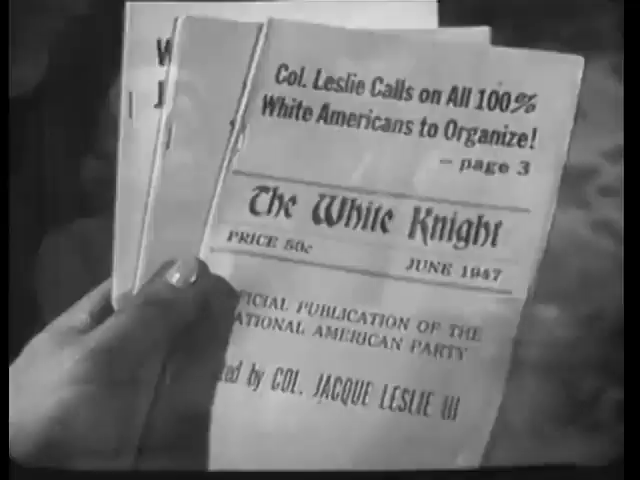 W
J
Col. Leslie Calls on All 100%
White Americans to Organize!
– page 3
The White Knight
PRICE 50c
JUNE 1947
FICIAL PUBLICATION OF THE
ATIONAL AMERICAN PARTY
ted by COL. JACQUE LESLIE III